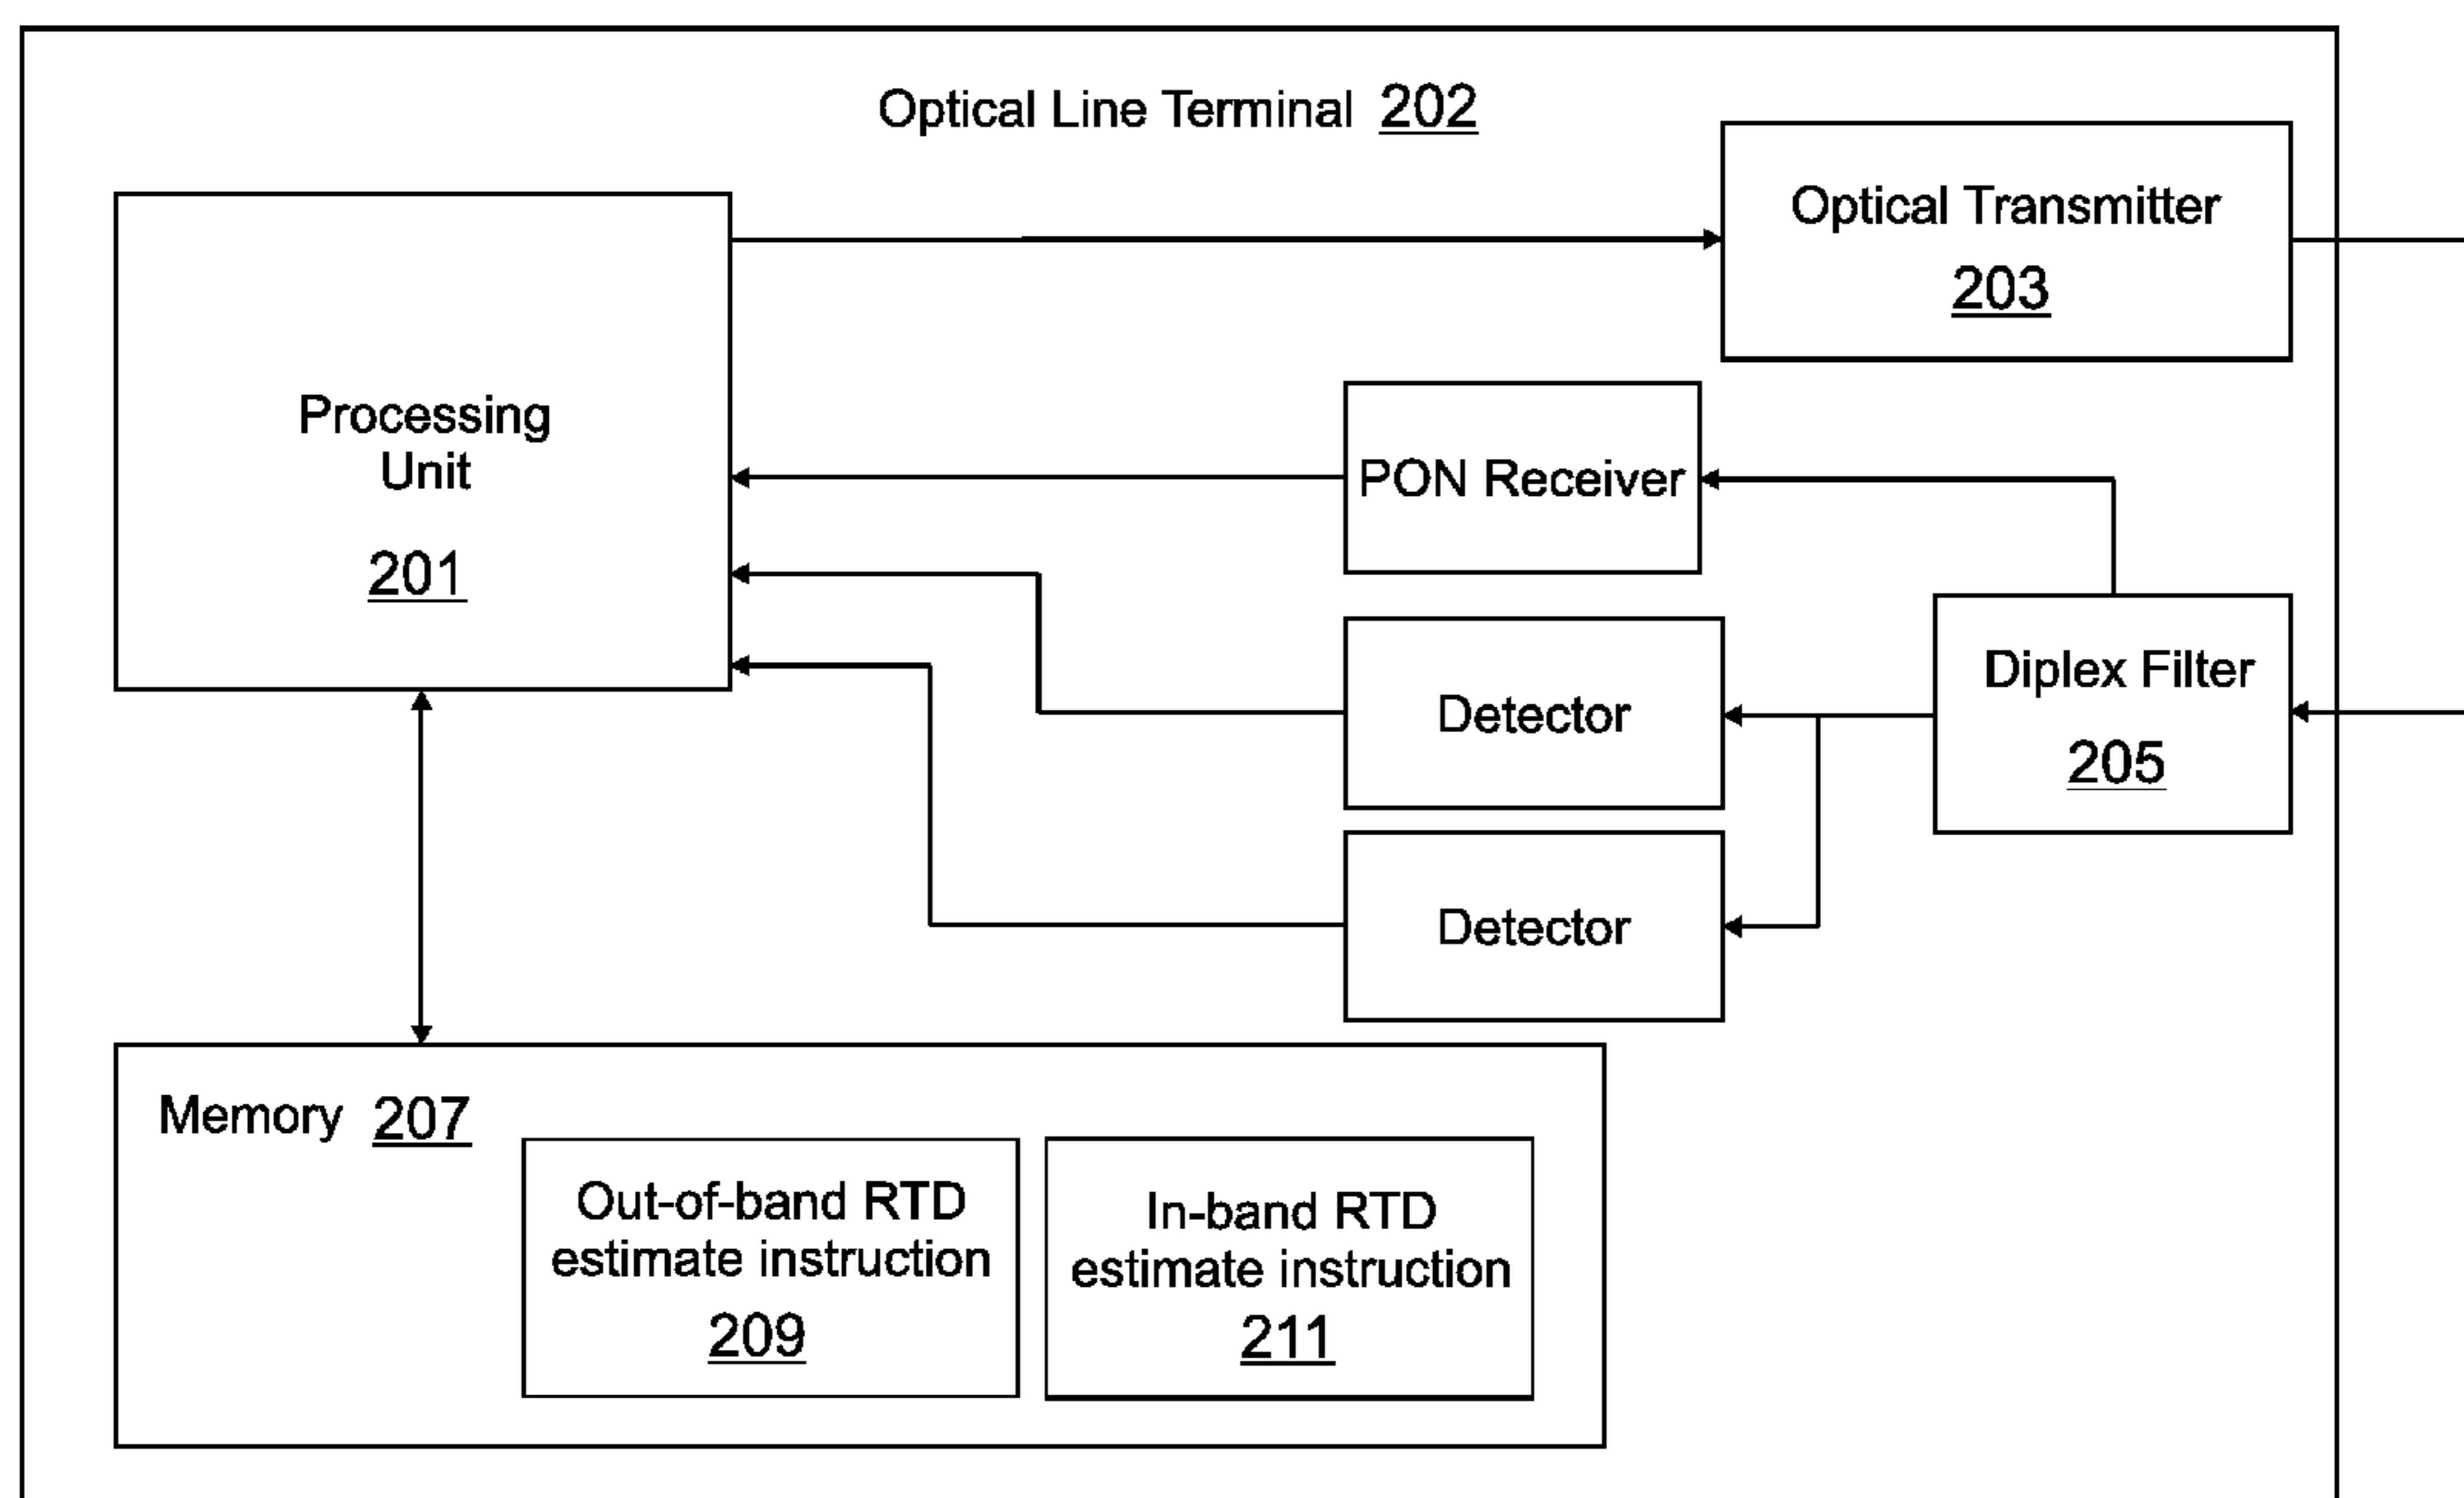 Optical Line Terminal 202
Optical Transmitter
203
Processing
Unit
201
PON Receiver
Diplex Filter
205
Detector
Detector
Memory 207
Out-of-band RTD
estimate instruction
209
In-band RTD
estimate instruction
211